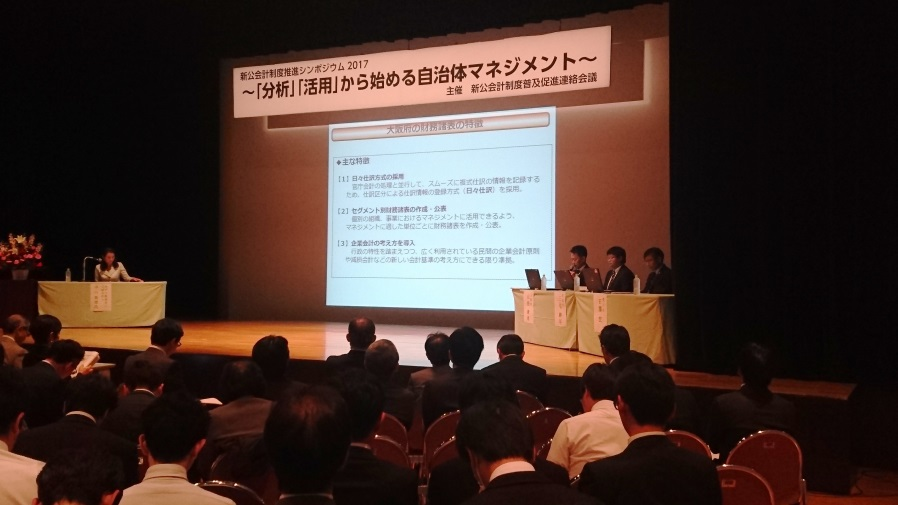 新公会計制度推進シンポジウム 2017
～「分析」「活用」から始める自治体マネジメント～
主催　新公会計制度普及促進連絡会議
大阪府の財務諸表の特徴
◆主な特徴
【１】日々仕訳方式の採用
官庁会計の処理と並行して、スムーズに複式仕訳の情報を記録する
ため、仕訳区分による仕訳情報の登録方式（日々仕訳）を採用。
【２】セグメント別財務諸表の作成・公表
個別の組織、事業におけるマネジメントに活用できるよう、
マネジメントに適した単位ごとに財務諸表を作成・公表。
【３】企業会計の考え方を導入
行政の特性を踏まえつつ、広く利用されている民間の企業会計原則
や減損会計などの新しい会計基準の考え方にできる限り準拠。